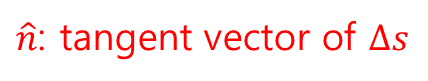 n̂: tangent vector of Δs